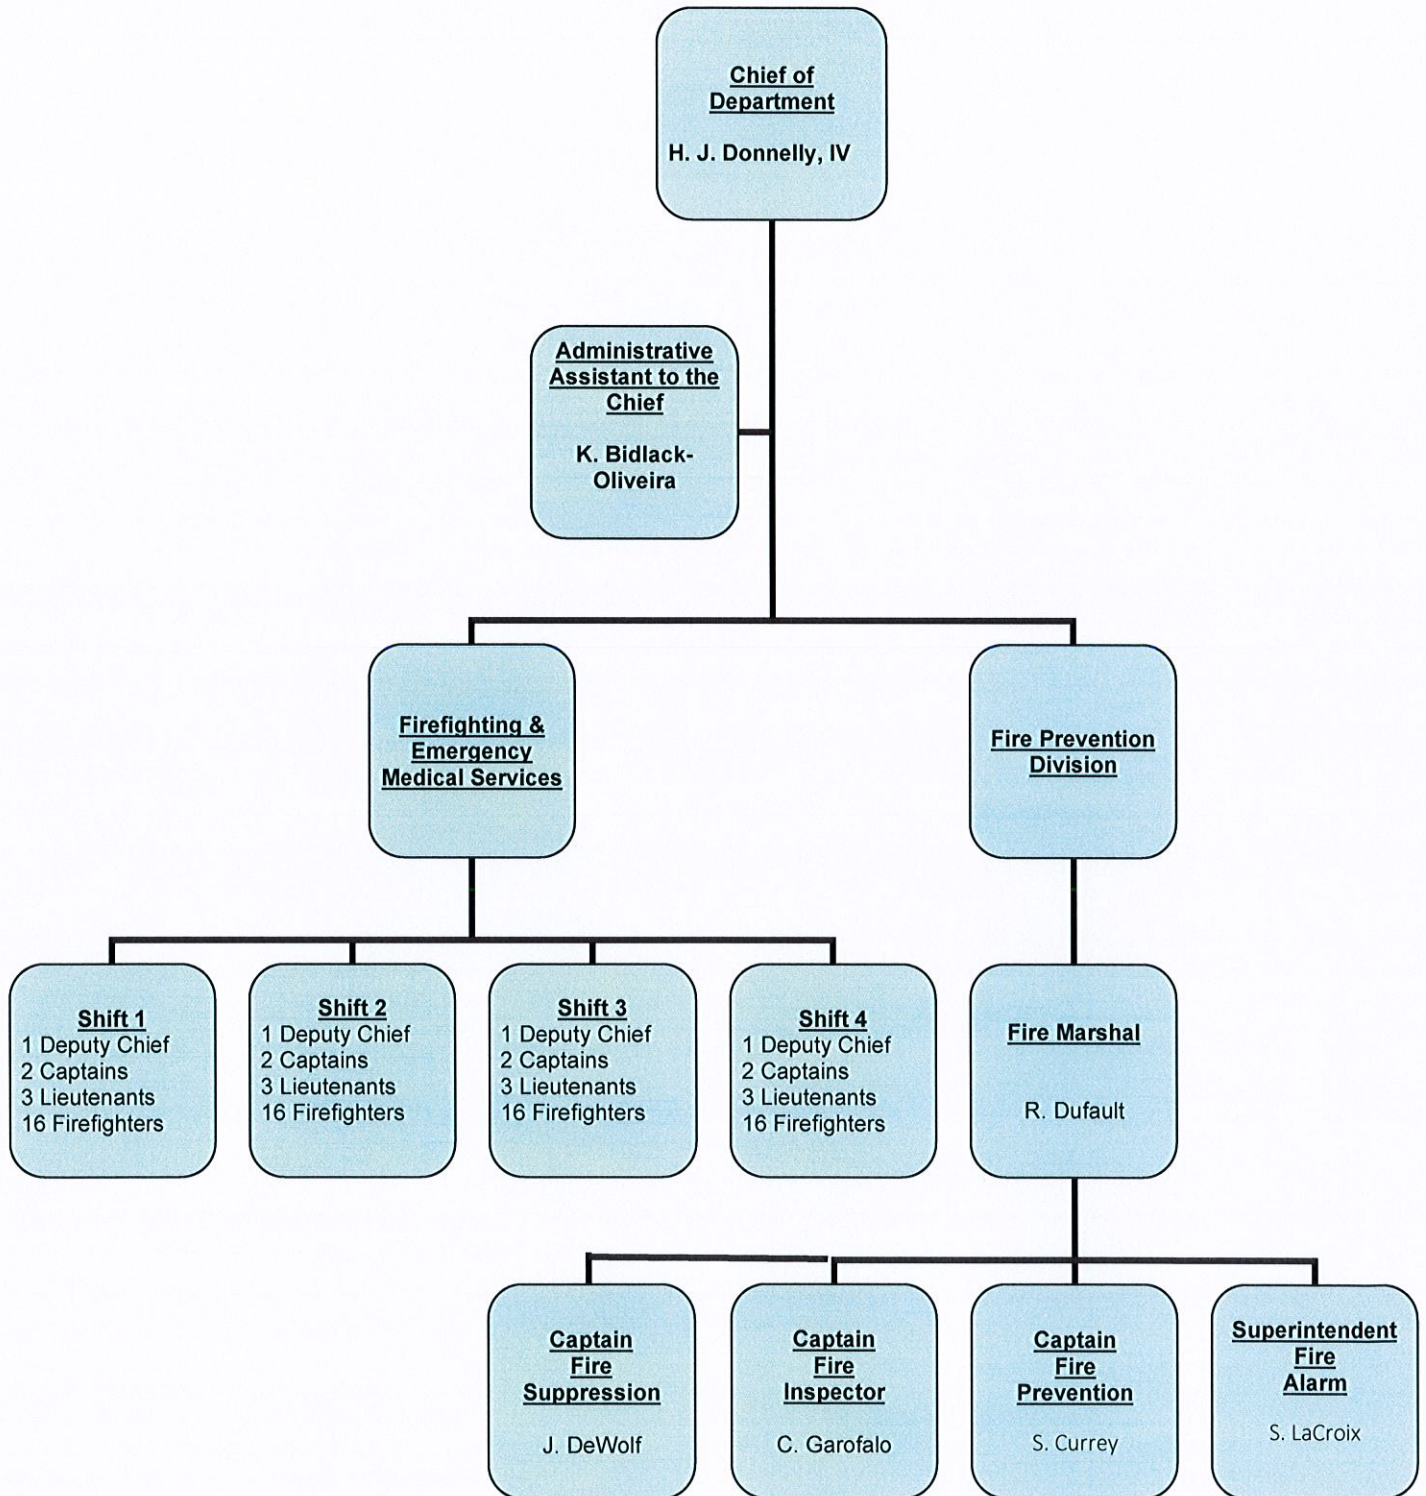 Chief of
Department
H. J. Donnelly, IV
Administrative
Assistant to the
Chief
K. Bidlack-
Oliveira
Firefighting &
Emergency
Medical Services
Fire Prevention
Division
Shift 1
1 Deputy Chief
2 Captains
3 Lieutenants
16 Firefighters
Shift 2
1 Deputy Chief
2 Captains
3 Lieutenants
16 Firefighters
Shift 3
1 Deputy Chief
2 Captains
3 Lieutenants
16 Firefighters
Shift 4
1 Deputy Chief
2 Captains
3 Lieutenants
16 Firefighters
Fire Marshal
R. Dufault
Captain
Fire
Suppression
J. DeWolf
Captain
Fire
Inspector
C. Garofalo
Captain
Fire
Prevention
S. Currey
Superintendent
Fire
Alarm
S. LaCroix